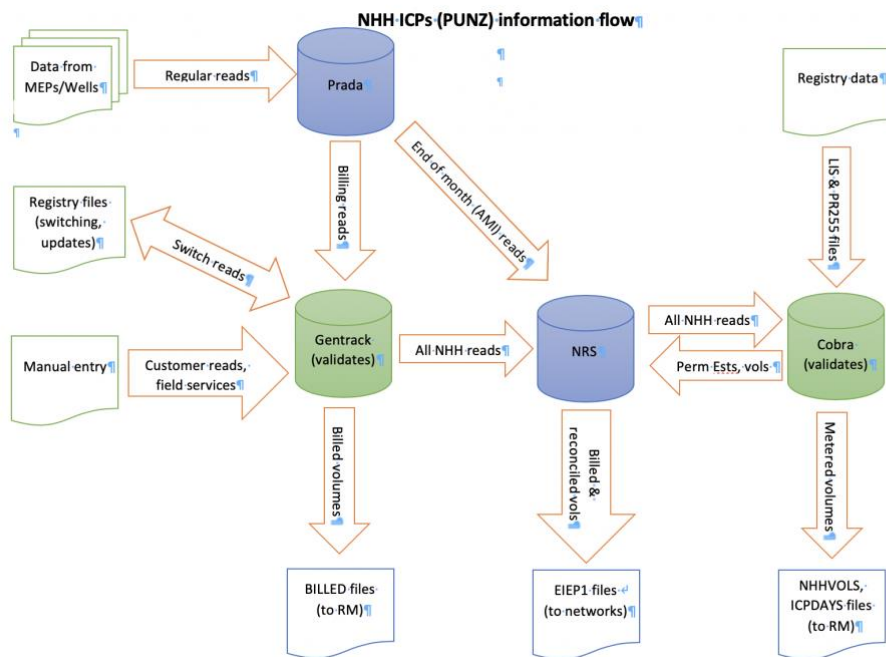 NHH ICPs (PUNZ) information flow¶
¶
¶
Data from
MEPs/Wells¶
¶
Regular reads¶
Prada¶
Registry data¶
Billing reads¶
End of month (AMI) reads¶
LIS & PR255 files¶
Registry files
(switching,
updates)¶
Switch reads¶
Manual entry¶
Customer reads,
field services¶
Gentrack
(validates)¶
All NHH reads¶
NRS¶
All NHH reads¶
Perm Ests, vols¶
Cobra
(validates)¶
Billed volumes¶
Billed &
reconciled vols¶
Metered volumes¶
BILLED files
(to RM)¶
EIEP1 files ↵
(to networks)¶
NHHVOLS,
ICPDAYS files
(to RM)¶